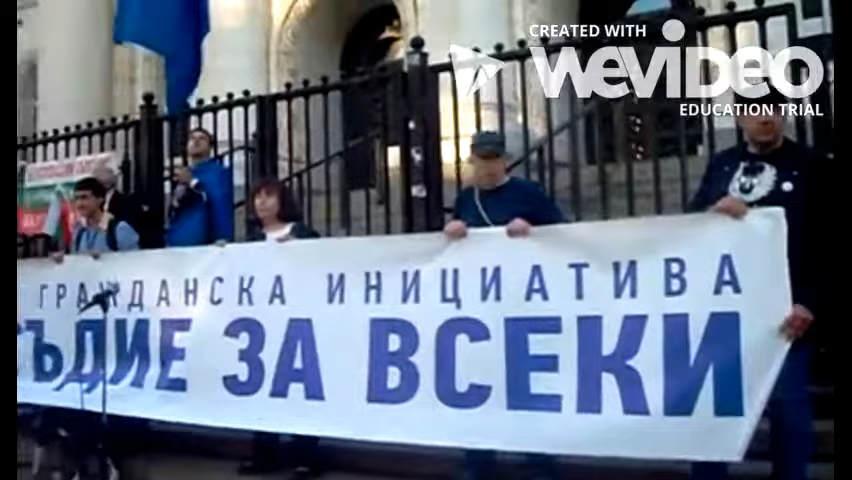 CREATED WITH
WEVIDEO
EDUCATION TRIAL
ГРАЖДАНСКА ИНИЦИАТИВА
ЪДИЕ ЗА ВСЕКИ